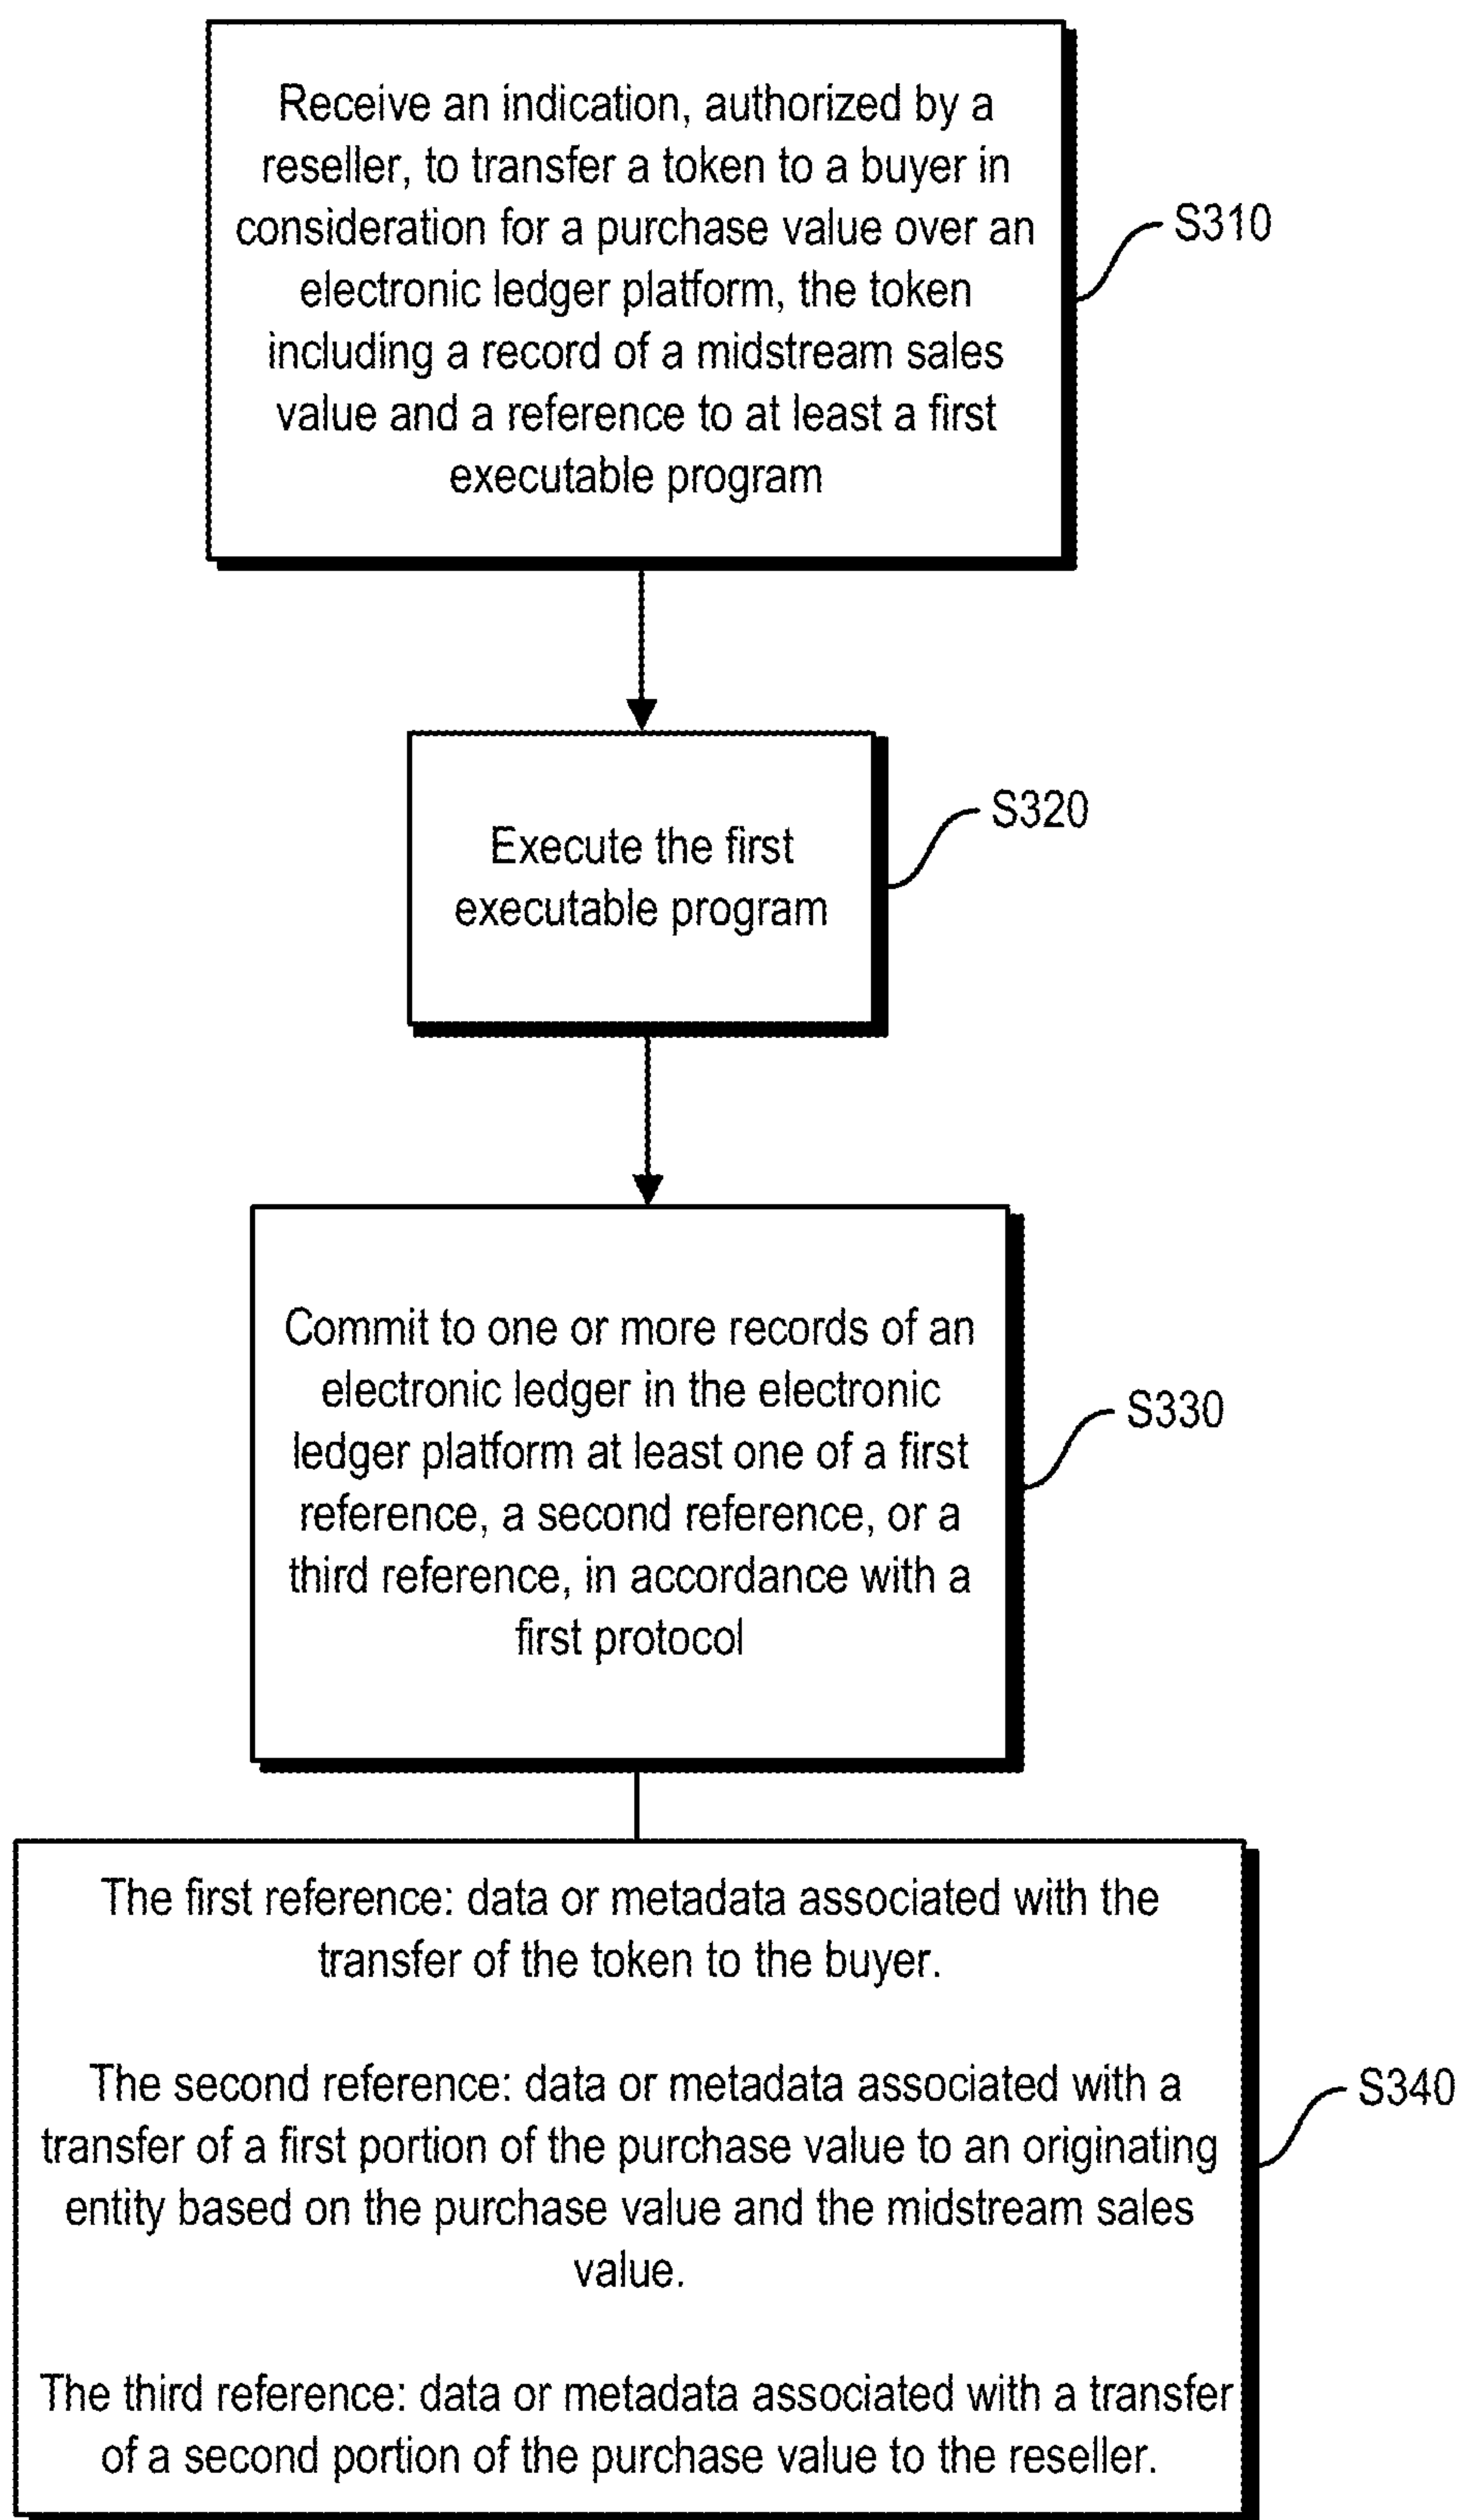 Receive an indication, authorized by a
reseller, to transfer a token to a buyer in
consideration for a purchase value over an
electronic ledger platform, the token
including a record of a midstream sales
value and a reference to at least a first
executable program
S310
Execute the first
executable program
S320
Commit to one or more records of an
electronic ledger in the electronic
ledger platform at least one of a first
reference, a second reference, or a
third reference, in accordance with a
first protocol
S330
The first reference: data or metadata associated with the
transfer of the token to the buyer.
The second reference: data or metadata associated with a
transfer of a first portion of the purchase value to an originating
entity based on the purchase value and the midstream sales
value.
The third reference: data or metadata associated with a transfer
of a second portion of the purchase value to the reseller.
S340